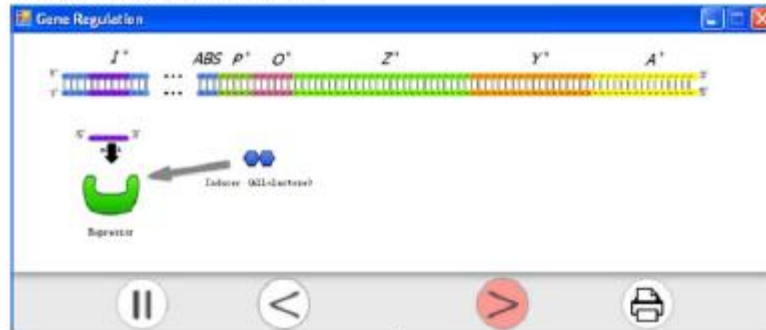 Gene Regulation
I⁺ ... ABS P⁺ O⁺ Z⁺ Y⁺ A⁺
5' ... 3'
3' ... 5'
5' 3'
Inducer (Allolactose)
Repressor